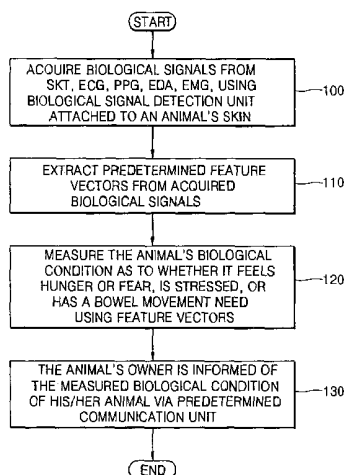 START
ACQUIRE BIOLOGICAL SIGNALS FROM
SKT, ECG, PPG, EDA, EMG, USING
BIOLOGICAL SIGNAL DETECTION UNIT
ATTACHED TO AN ANIMAL'S SKIN
100
EXTRACT PREDETERMINED FEATURE
VECTORS FROM ACQUIRED
BIOLOGICAL SIGNALS
110
MEASURE THE ANIMAL'S BIOLOGICAL
CONDITION AS TO WHETHER IT FEELS
HUNGER OR FEAR, IS STRESSED, OR
HAS A BOWEL MOVEMENT NEED
USING FEATURE VECTORS
120
THE ANIMAL'S OWNER IS INFORMED OF
THE MEASURED BIOLOGICAL CONDITION
OF HIS/HER ANIMAL VIA PREDETERMINED
COMMUNICATION UNIT
130
END